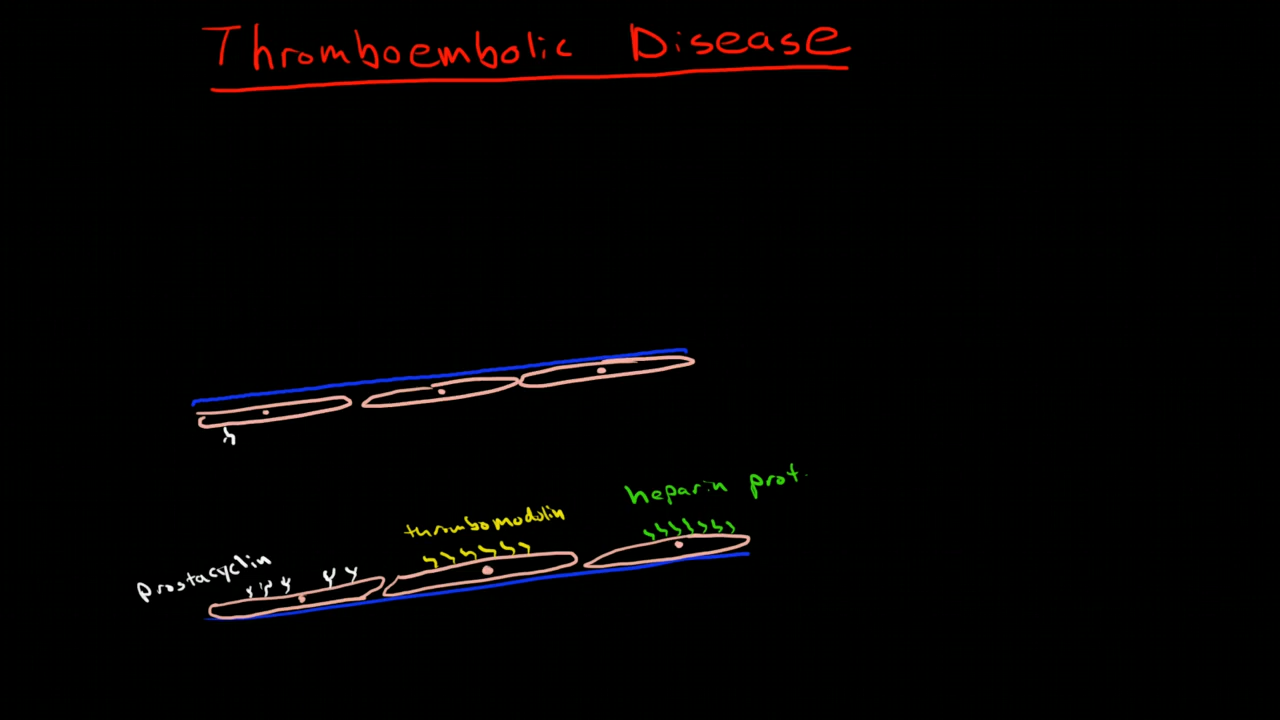 Thromboembolic Disease
heparin prot.
thrombomodulin
Prostacyclin